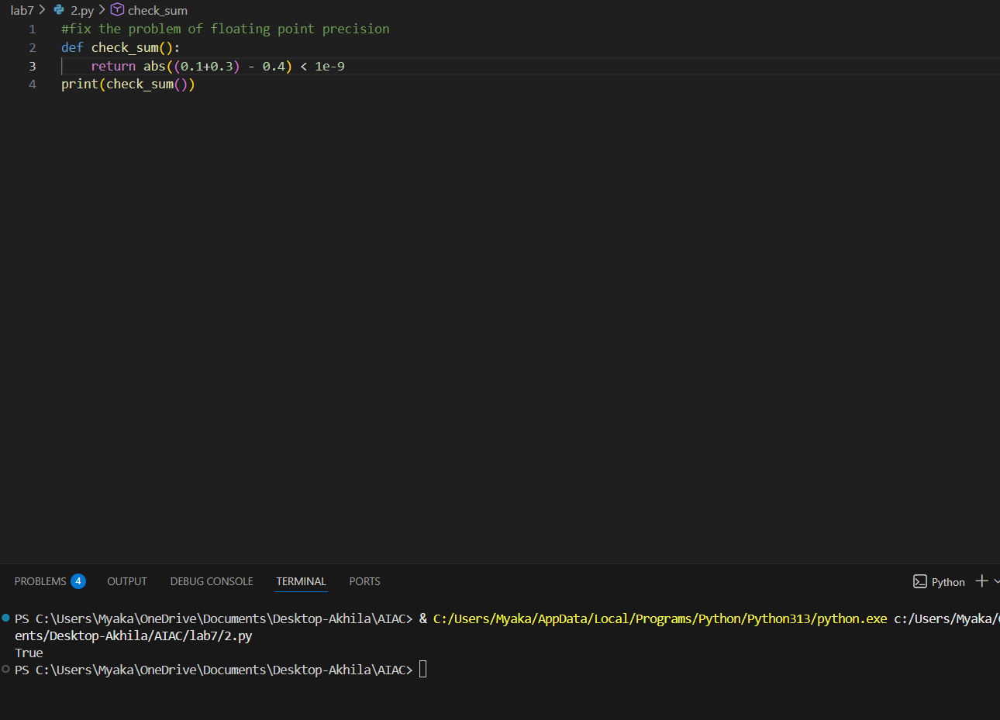 lab7 > 2.py > check_sum
1 #fix the problem of floating point precision
2 def check_sum():
3     return abs((0.1+0.3) - 0.4) < 1e-9
4 print(check_sum())
PROBLEMS 4 OUTPUT DEBUG CONSOLE TERMINAL PORTS Python
PS C:\Users\Myaka\OneDrive\Documents\Desktop-Akhila\AIAC> & C:/Users/Myaka/AppData/Local/Programs/Python/Python313/python.exe c:/Users/Myaka/
ents/Desktop-Akhila/AIAC/lab7/2.py
True
PS C:\Users\Myaka\OneDrive\Documents\Desktop-Akhila\AIAC>